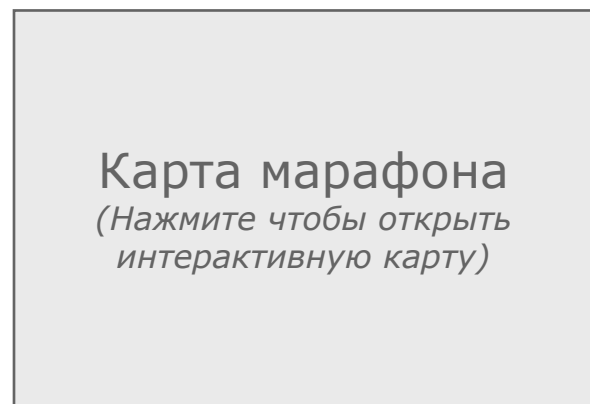 Карта марафона
(Нажмите чтобы открыть
интерактивную карту)